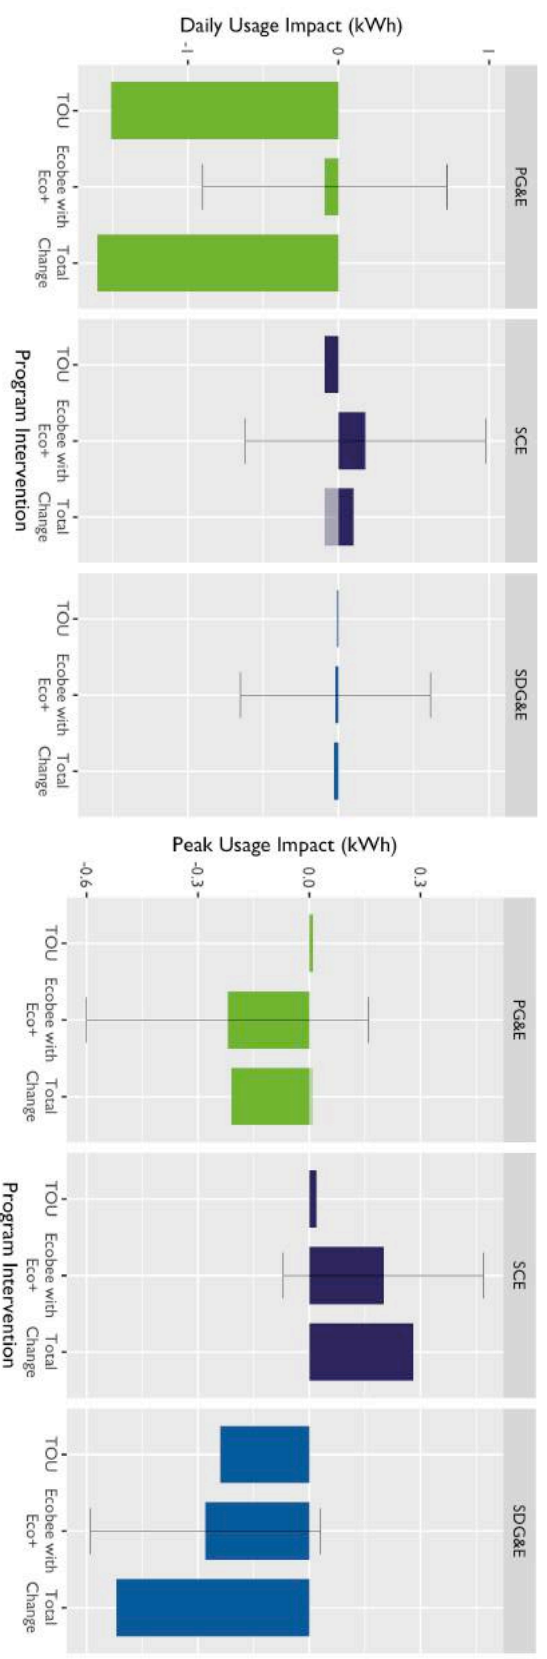 Daily Usage Impact (kWh)
1
0
-1
PG&E
TOU
Ecobee with
Eco+
Total
Change
SCE
TOU
Ecobee with
Eco+
Total
Change
SDG&E
TOU
Ecobee with
Eco+
Total
Change
Program Intervention
Peak Usage Impact (kWh)
0.3
0.0
-0.3
-0.6
PG&E
TOU
Ecobee with
Eco+
Total
Change
SCE
TOU
Ecobee with
Eco+
Total
Change
SDG&E
TOU
Ecobee with
Eco+
Total
Change
Program Intervention